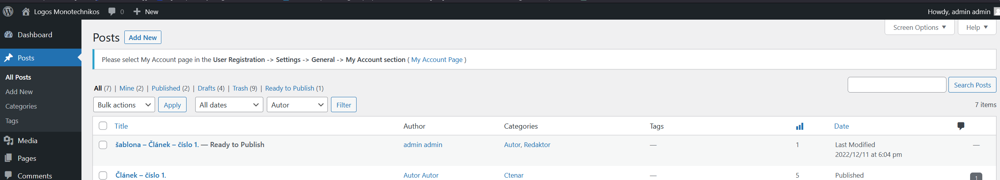 Logos Monotechnikos 0 New Howdy, admin admin
Screen Options Help
Dashboard
Posts Add New
Posts
Please select My Account page in the User Registration -> Settings -> General -> My Account section ( My Account Page )
All Posts
Add New
Categories
Tags
Media
Pages
Comments
All (7) | Mine (2) | Published (2) | Drafts (4) | Trash (9) | Ready to Publish (1)
Search Posts
Bulk actions Apply All dates Autor Filter
7 items
Title Author Categories Tags Date
šablona – Článek – číslo 1. — Ready to Publish admin admin Autor, Redaktor — 1 Last Modified —
2022/12/11 at 6:04 pm
Článek – číslo 1. Autor Autor Ctenar — 5 Published 1